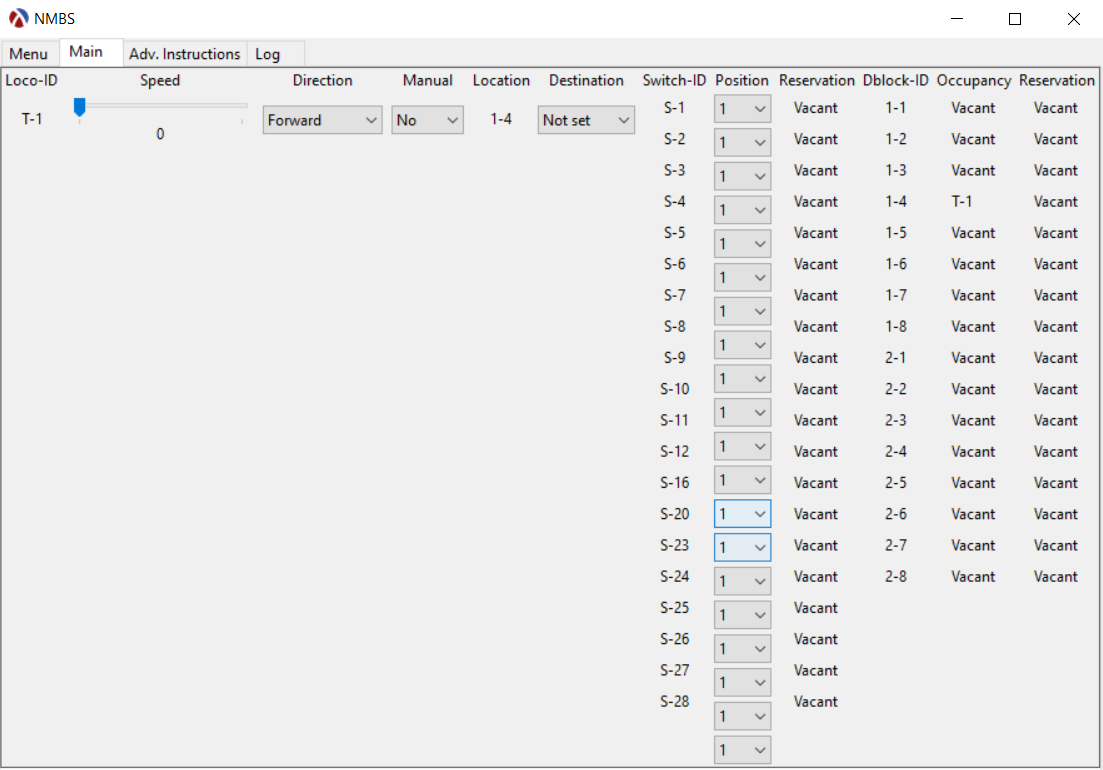 NMBS
Menu Main Adv. Instructions Log
Loco-ID Speed Direction Manual Location Destination Switch-ID Position Reservation Dblock-ID Occupancy Reservation
T-1 0 Forward No 1-4 Not set S-1 1 Vacant 1-1 Vacant Vacant
S-2 1 Vacant 1-2 Vacant Vacant
S-3 1 Vacant 1-3 Vacant Vacant
S-4 1 Vacant 1-4 T-1 Vacant
S-5 1 Vacant 1-5 Vacant Vacant
S-6 1 Vacant 1-6 Vacant Vacant
S-7 1 Vacant 1-7 Vacant Vacant
S-8 1 Vacant 1-8 Vacant Vacant
S-9 1 Vacant 2-1 Vacant Vacant
S-10 1 Vacant 2-2 Vacant Vacant
S-11 1 Vacant 2-3 Vacant Vacant
S-12 1 Vacant 2-4 Vacant Vacant
S-16 1 Vacant 2-5 Vacant Vacant
S-20 1 Vacant 2-6 Vacant Vacant
S-23 1 Vacant 2-7 Vacant Vacant
S-24 1 Vacant 2-8 Vacant Vacant
S-25 1 Vacant
S-26 1 Vacant
S-27 1 Vacant
S-28 1 Vacant
1